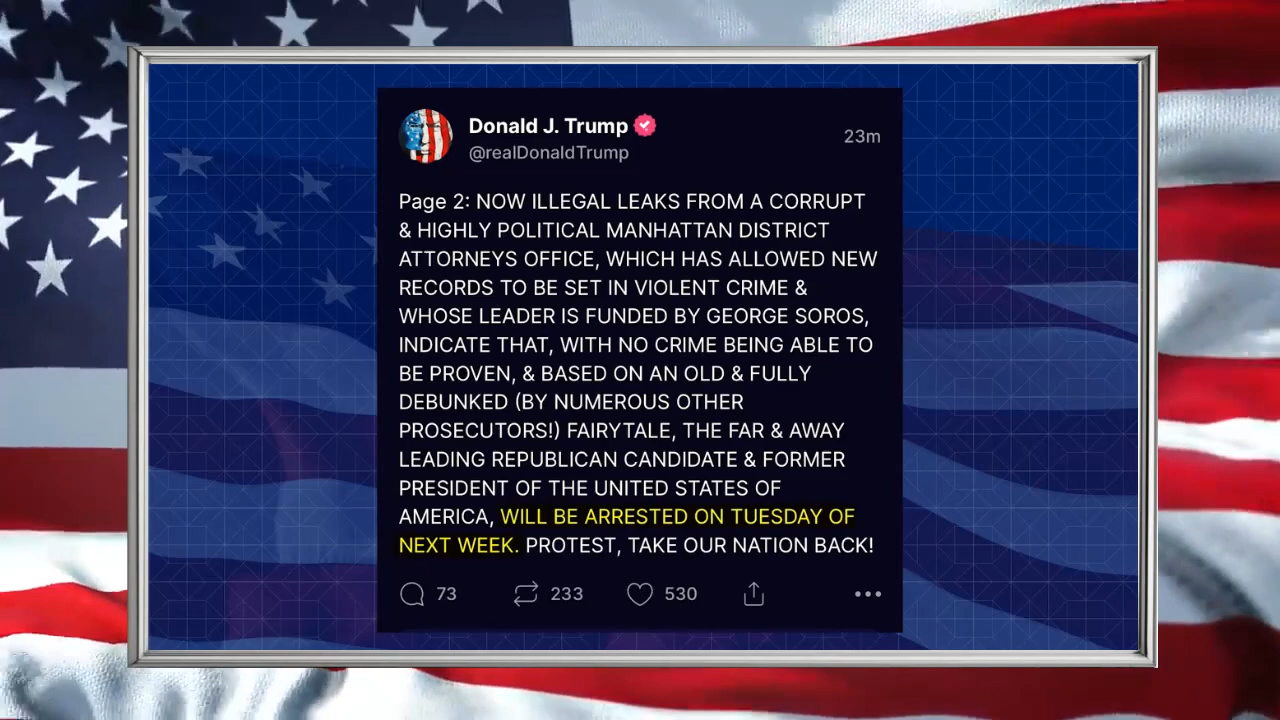 Donald J. Trump
23m
@realDonaldTrump
Page 2: NOW ILLEGAL LEAKS FROM A CORRUPT
& HIGHLY POLITICAL MANHATTAN DISTRICT
ATTORNEYS OFFICE, WHICH HAS ALLOWED NEW
RECORDS TO BE SET IN VIOLENT CRIME &
WHOSE LEADER IS FUNDED BY GEORGE SOROS,
INDICATE THAT, WITH NO CRIME BEING ABLE TO
BE PROVEN, & BASED ON AN OLD & FULLY
DEBUNKED (BY NUMEROUS OTHER
PROSECUTORS!) FAIRYTALE, THE FAR & AWAY
LEADING REPUBLICAN CANDIDATE & FORMER
PRESIDENT OF THE UNITED STATES OF
AMERICA, WILL BE ARRESTED ON TUESDAY OF
NEXT WEEK. PROTEST, TAKE OUR NATION BACK!
73 233 530